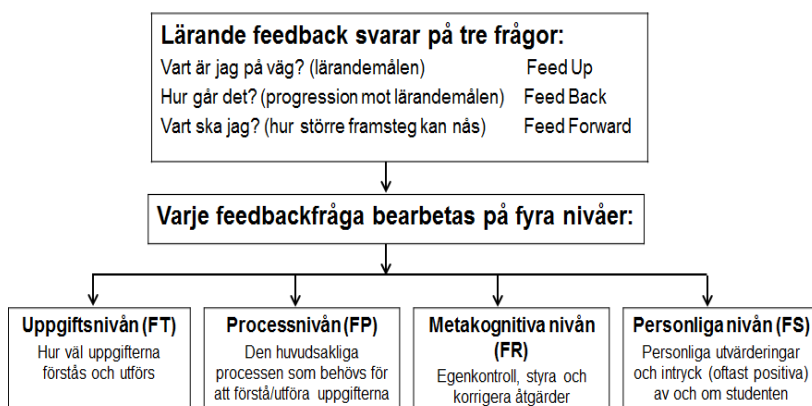 Lärande feedback svarar på tre frågor:
Vart är jag på väg? (lärandemålen) Feed Up
Hur går det? (progression mot lärandemålen) Feed Back
Vart ska jag? (hur större framsteg kan nås) Feed Forward
Varje feedbackfråga bearbetas på fyra nivåer:
Uppgiftsnivån (FT)
Hur väl uppgifterna
förstås och utförs
Processnivån (FP)
Den huvudsakliga
processen som behövs för
att förstå/utföra uppgifterna
Metakognitiva nivån
(FR)
Egenkontroll, styra och
korrigera åtgärder
Personliga nivån (FS)
Personliga utvärderingar
och intryck (oftast positiva)
av och om studenten